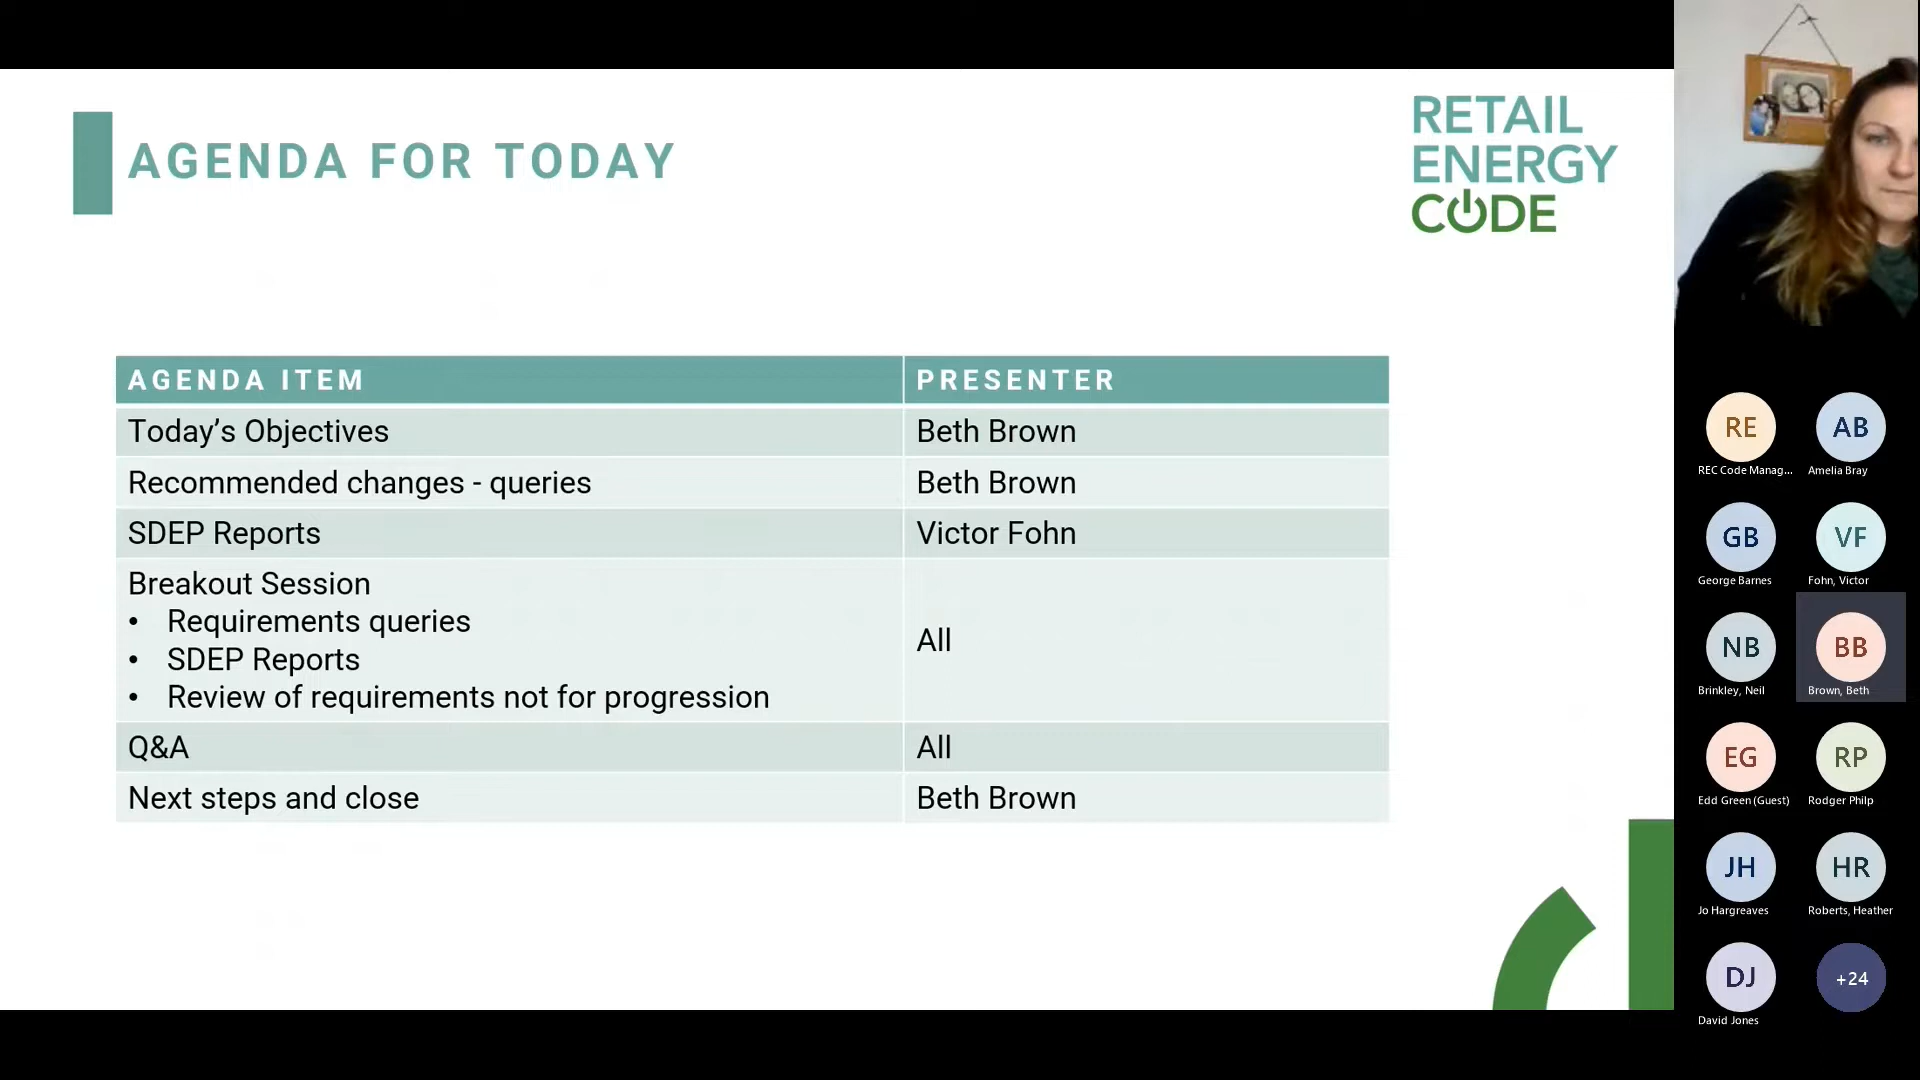 AGENDA FOR TODAY
RETAIL
ENERGY
CODE
AGENDA ITEM
PRESENTER
Today’s Objectives
Beth Brown
Recommended changes - queries
Beth Brown
SDEP Reports
Victor Fohn
Breakout Session
• Requirements queries
• SDEP Reports
• Review of requirements not for progression
All
Q&A
All
Next steps and close
Beth Brown
RE
REC Code Manag...
AB
Amelia Bray
GB
George Barnes
VF
Fohn, Victor
NB
Brinkley, Neil
BB
Brown, Beth
EG
Edd Green (Guest)
RP
Rodger Philp
JH
Jo Hargreaves
HR
Roberts, Heather
DJ
David Jones
+24